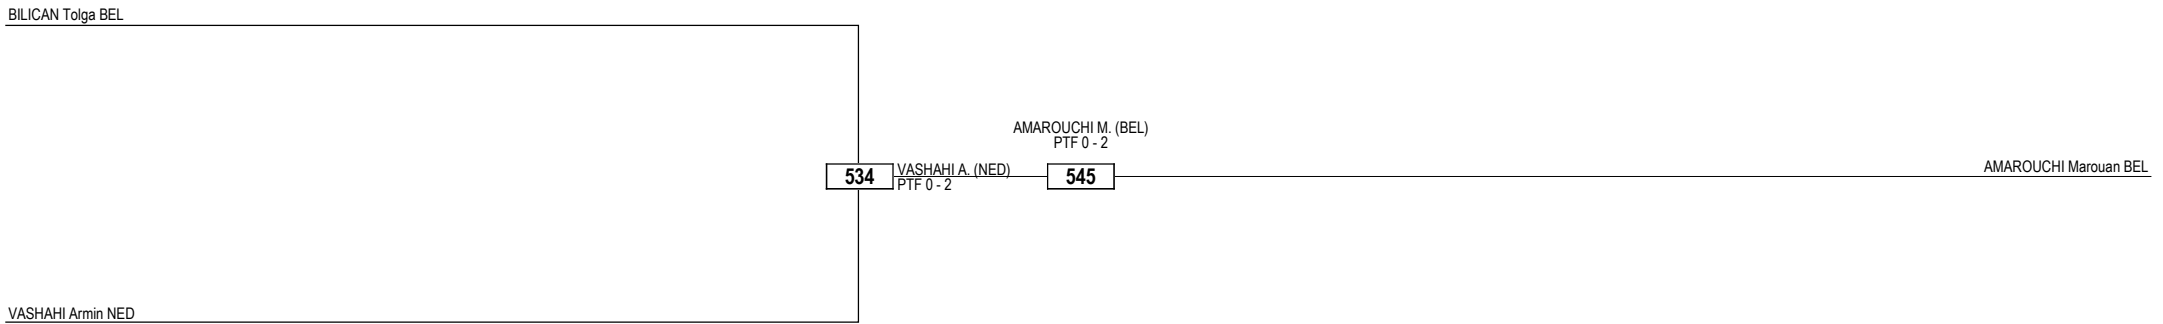 BILICAN Tolga BEL
AMAROUCHI M. (BEL)
PTF 0 - 2
534
VASHAHI A. (NED)
PTF 0 - 2
545
AMAROUCHI Marouan BEL
VASHAHI Armin NED